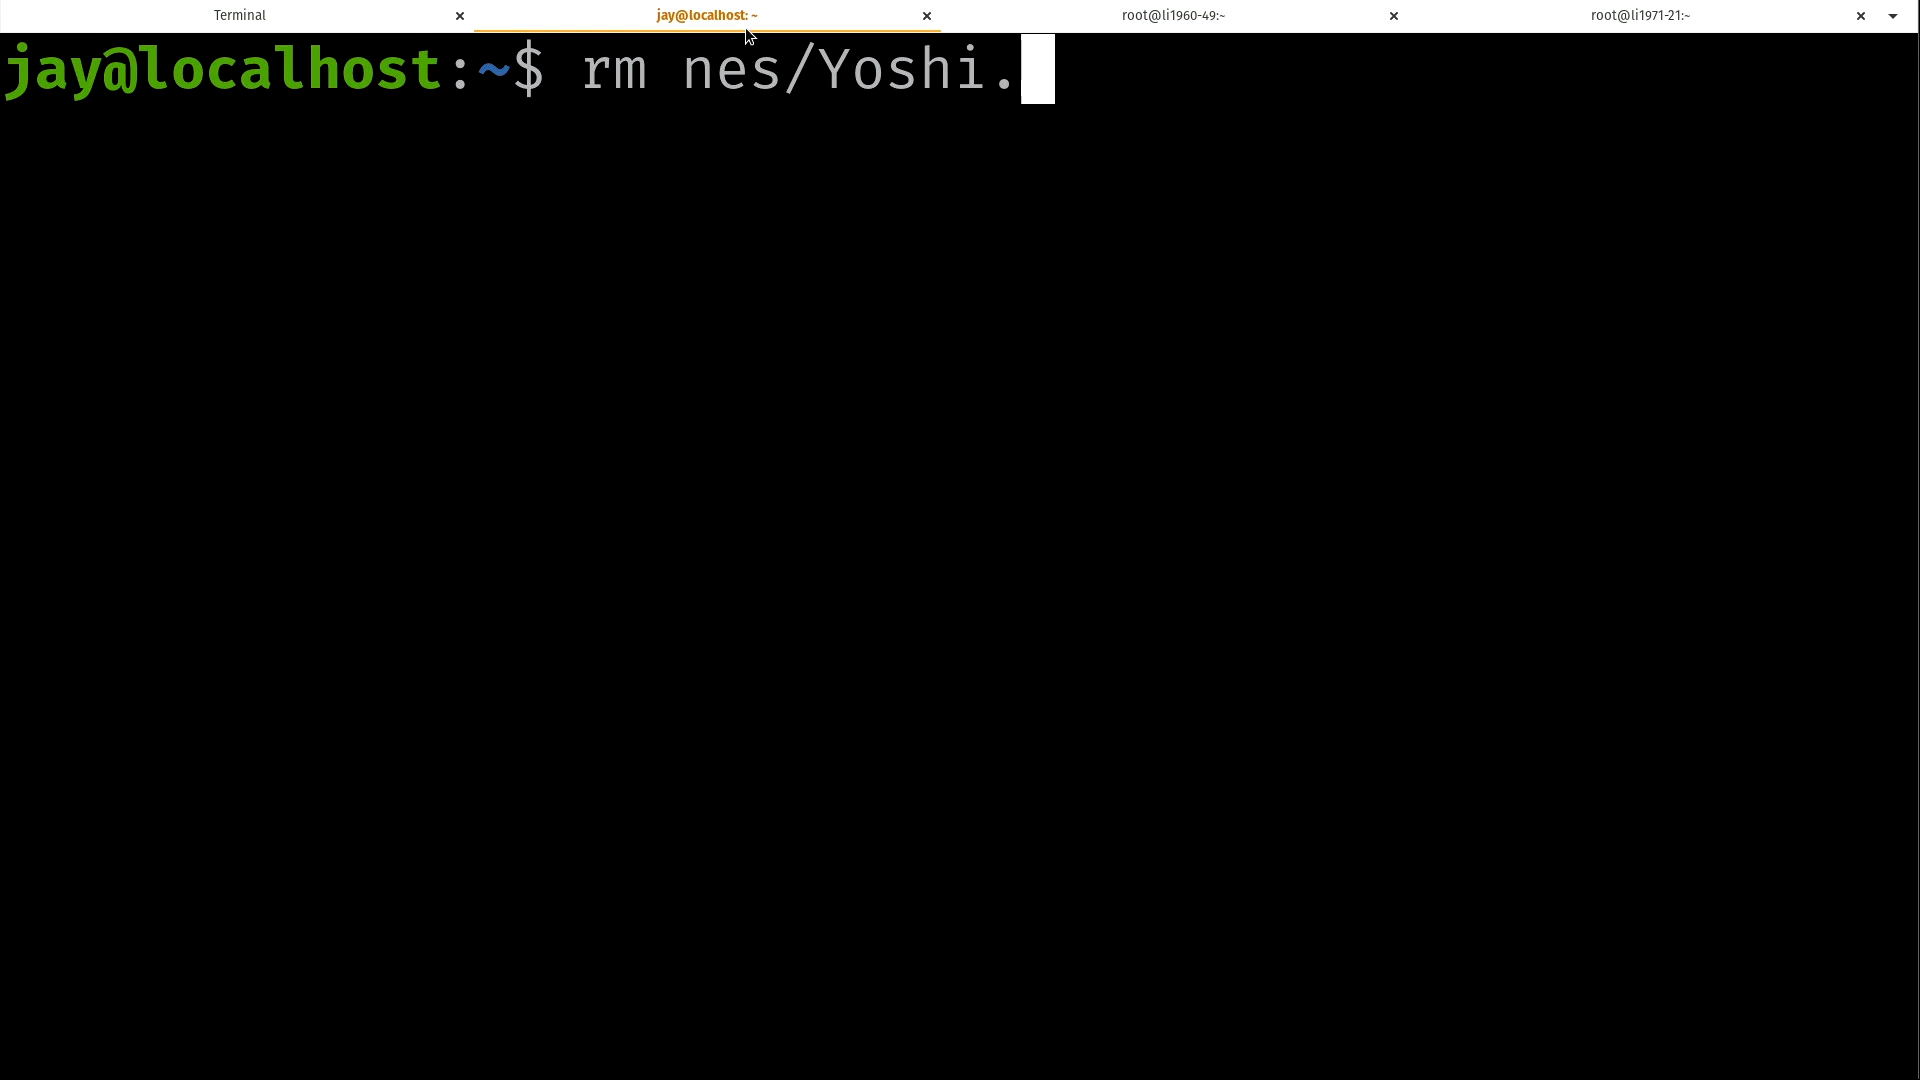 Terminal × jay@localhost: ~ × root@li1960-49:~ × root@li1971-21:~ ×
jay@localhost:~$ rm nes/Yoshi.